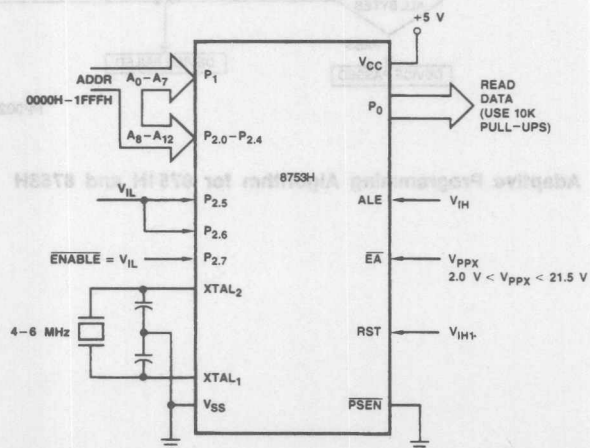 +5 V
ADDR
0000H-1FFFH
A0-A7
P1
VCC
P0
READ
DATA
(USE 10K
PULL-UPS)
A8-A12
P2.0-P2.4
8753H
VIL
P2.5
ALE
VIH
P2.6
ENABLE = VIL
P2.7
EA
VPPX
2.0 V < VPPX < 21.5 V
XTAL2
4-6 MHz
RST
VIH1.
XTAL1
VSS
PSEN
Adaptive Programming Algorithm for 8751H and 8753H